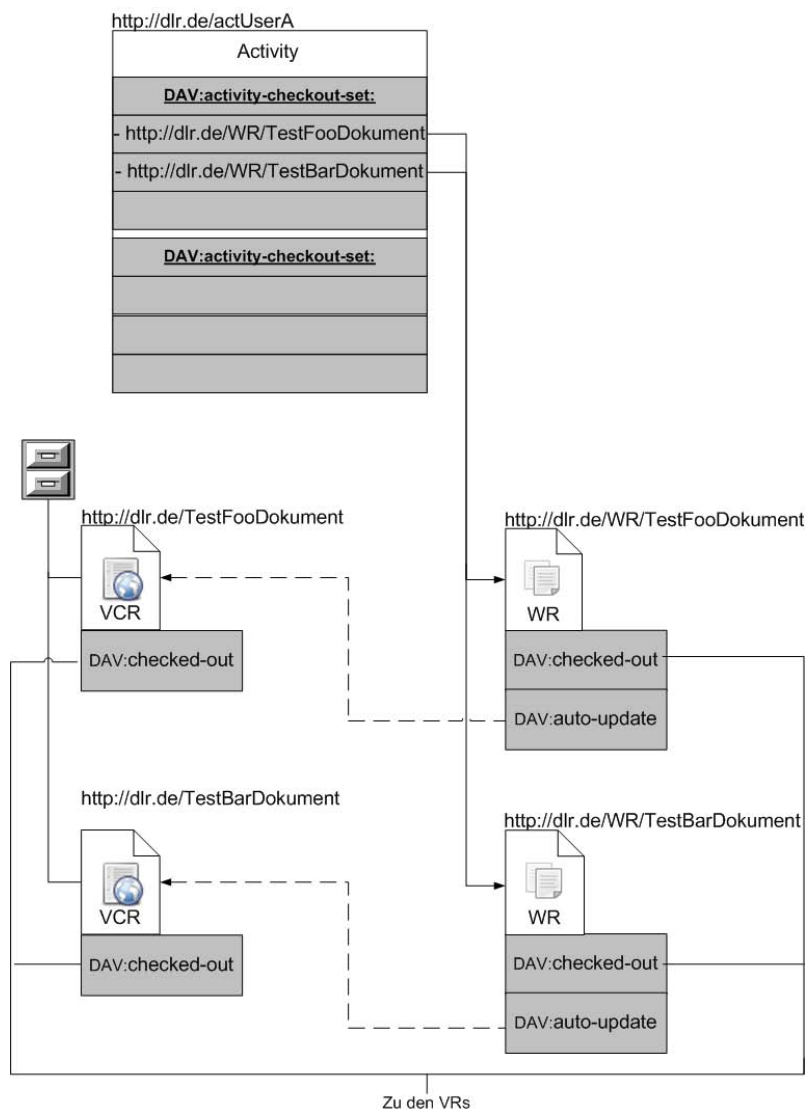 http://dlr.de/actUserA
Activity
DAV:activity-checkout-set:
- http://dlr.de/WR/TestFooDokument
- http://dlr.de/WR/TestBarDokument
DAV:activity-checkout-set:
http://dlr.de/TestFooDokument
VCR
DAV:checked-out
http://dlr.de/WR/TestFooDokument
WR
DAV:checked-out
DAV:auto-update
http://dlr.de/TestBarDokument
VCR
DAV:checked-out
http://dlr.de/WR/TestBarDokument
WR
DAV:checked-out
DAV:auto-update
Zu den VRs